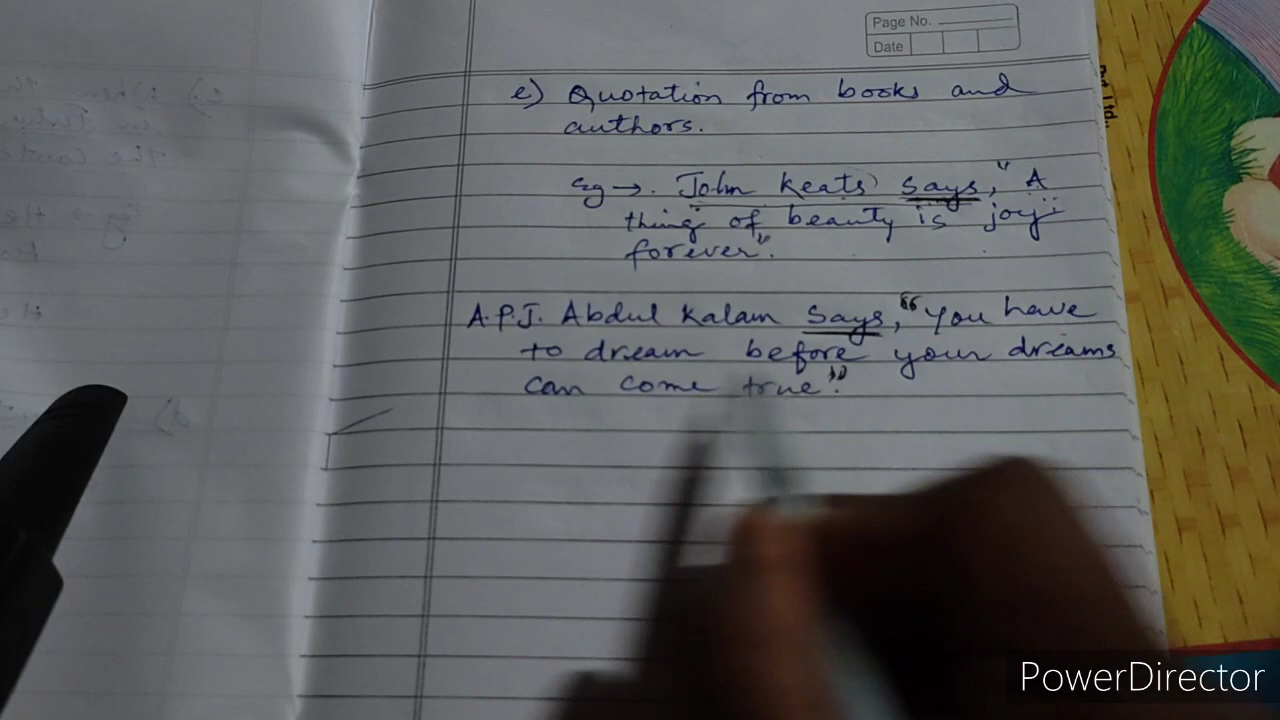 Page No.
Date
e) Quotation from books and
authors.
eg →. John Keats says, "A
thing of beauty is joy
forever".
A.P.J. Abdul Kalam says, "You have
to dream before your dreams
can come true".
PowerDirector